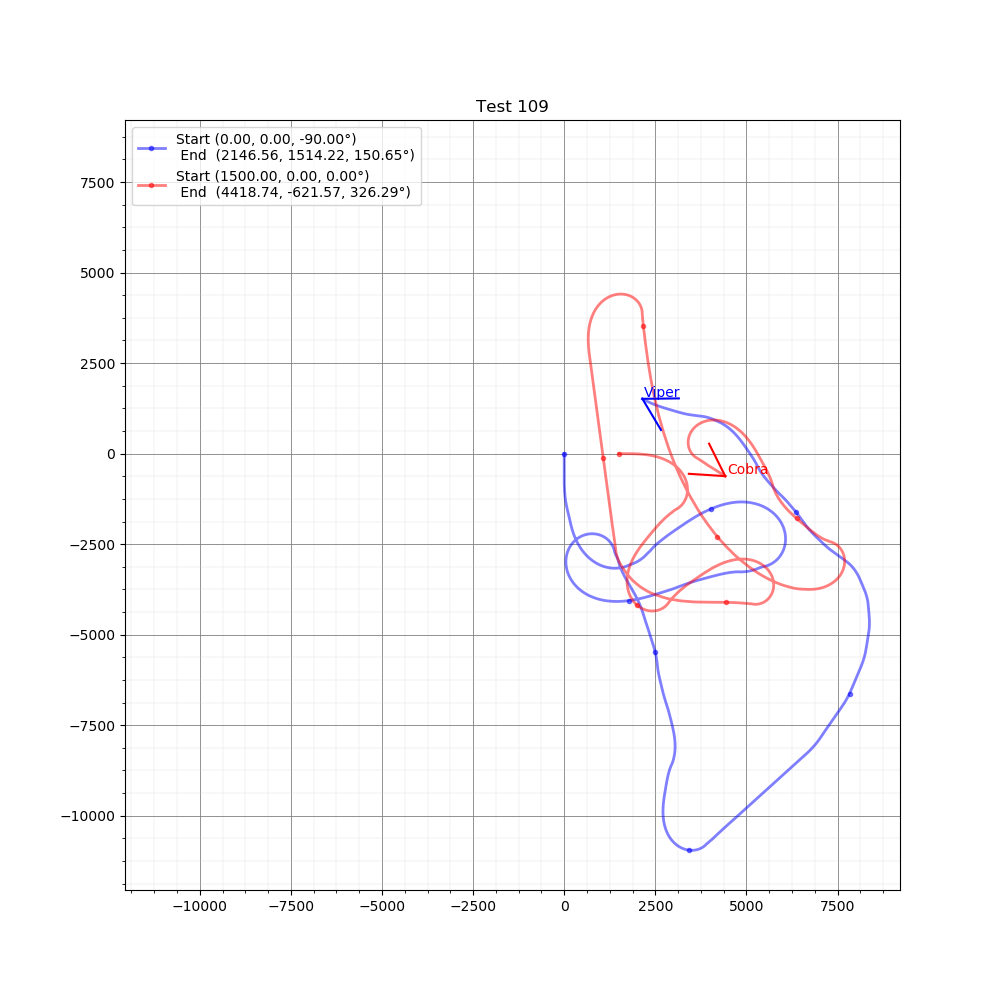 Test 109
Start (0.00, 0.00, -90.00°)
End  (2146.56, 1514.22, 150.65°)
Start (1500.00, 0.00, 0.00°)
End  (4418.74, -621.57, 326.29°)
7500
5000
2500
0
−2500
−5000
−7500
−10000
Viper
Cobra
−10000 −7500 −5000 −2500 0 2500 5000 7500